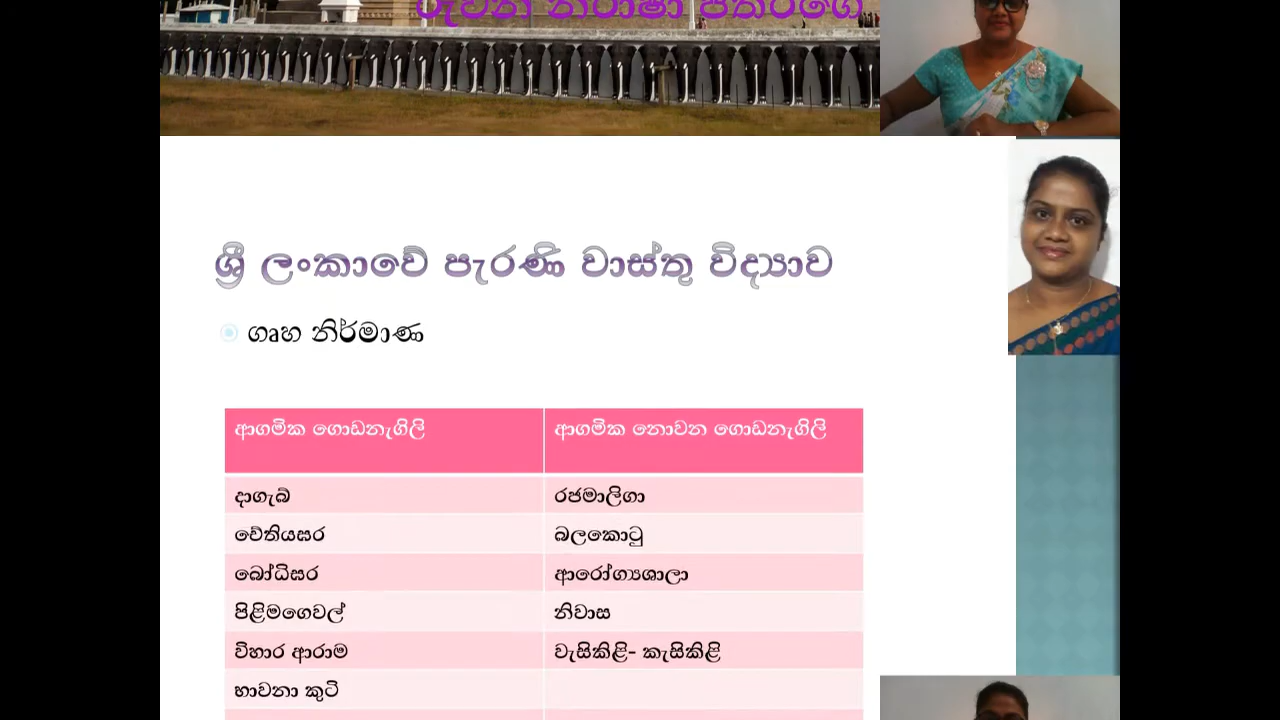 ශ්‍රී ලංකාවේ පැරණි වාස්තු විද්‍යාව
ගෘහ නිර්මාණ
ආගමික ගොඩනැගිලි	ආගමික නොවන ගොඩනැගිලි
දාගැබ්	රජමාලිගා
චේතියඝර	බලකොටු
බෝධිඝර	ආරෝග්‍යශාලා
පිළිමගෙවල්	නිවාස
විහාර ආරාම	වැසිකිළි- කැසිකිළි
භාවනා කුටි